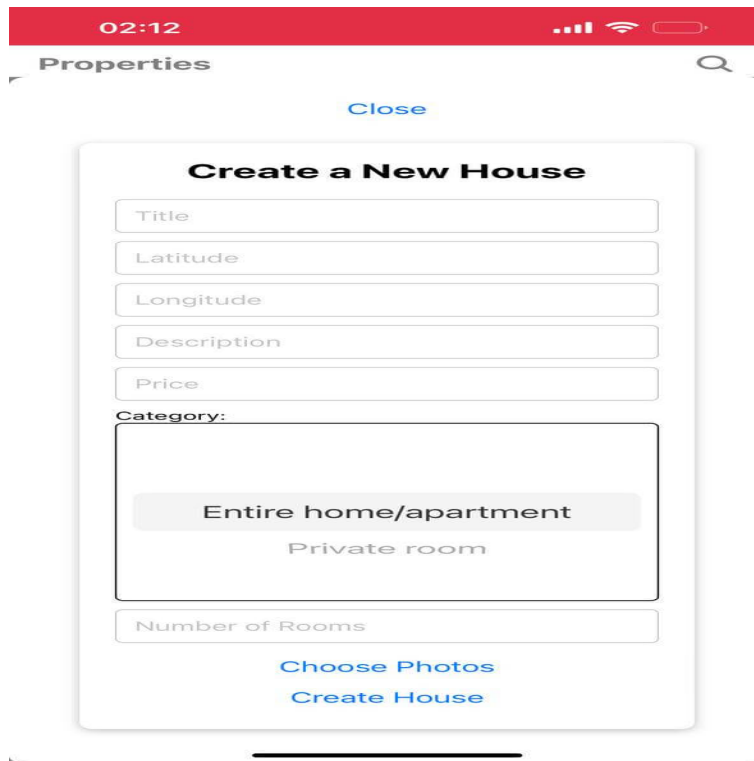 02:12
Properties
Close
Create a New House
Title
Latitude
Longitude
Description
Price
Category:
Entire home/apartment
Private room
Number of Rooms
Choose Photos
Create House